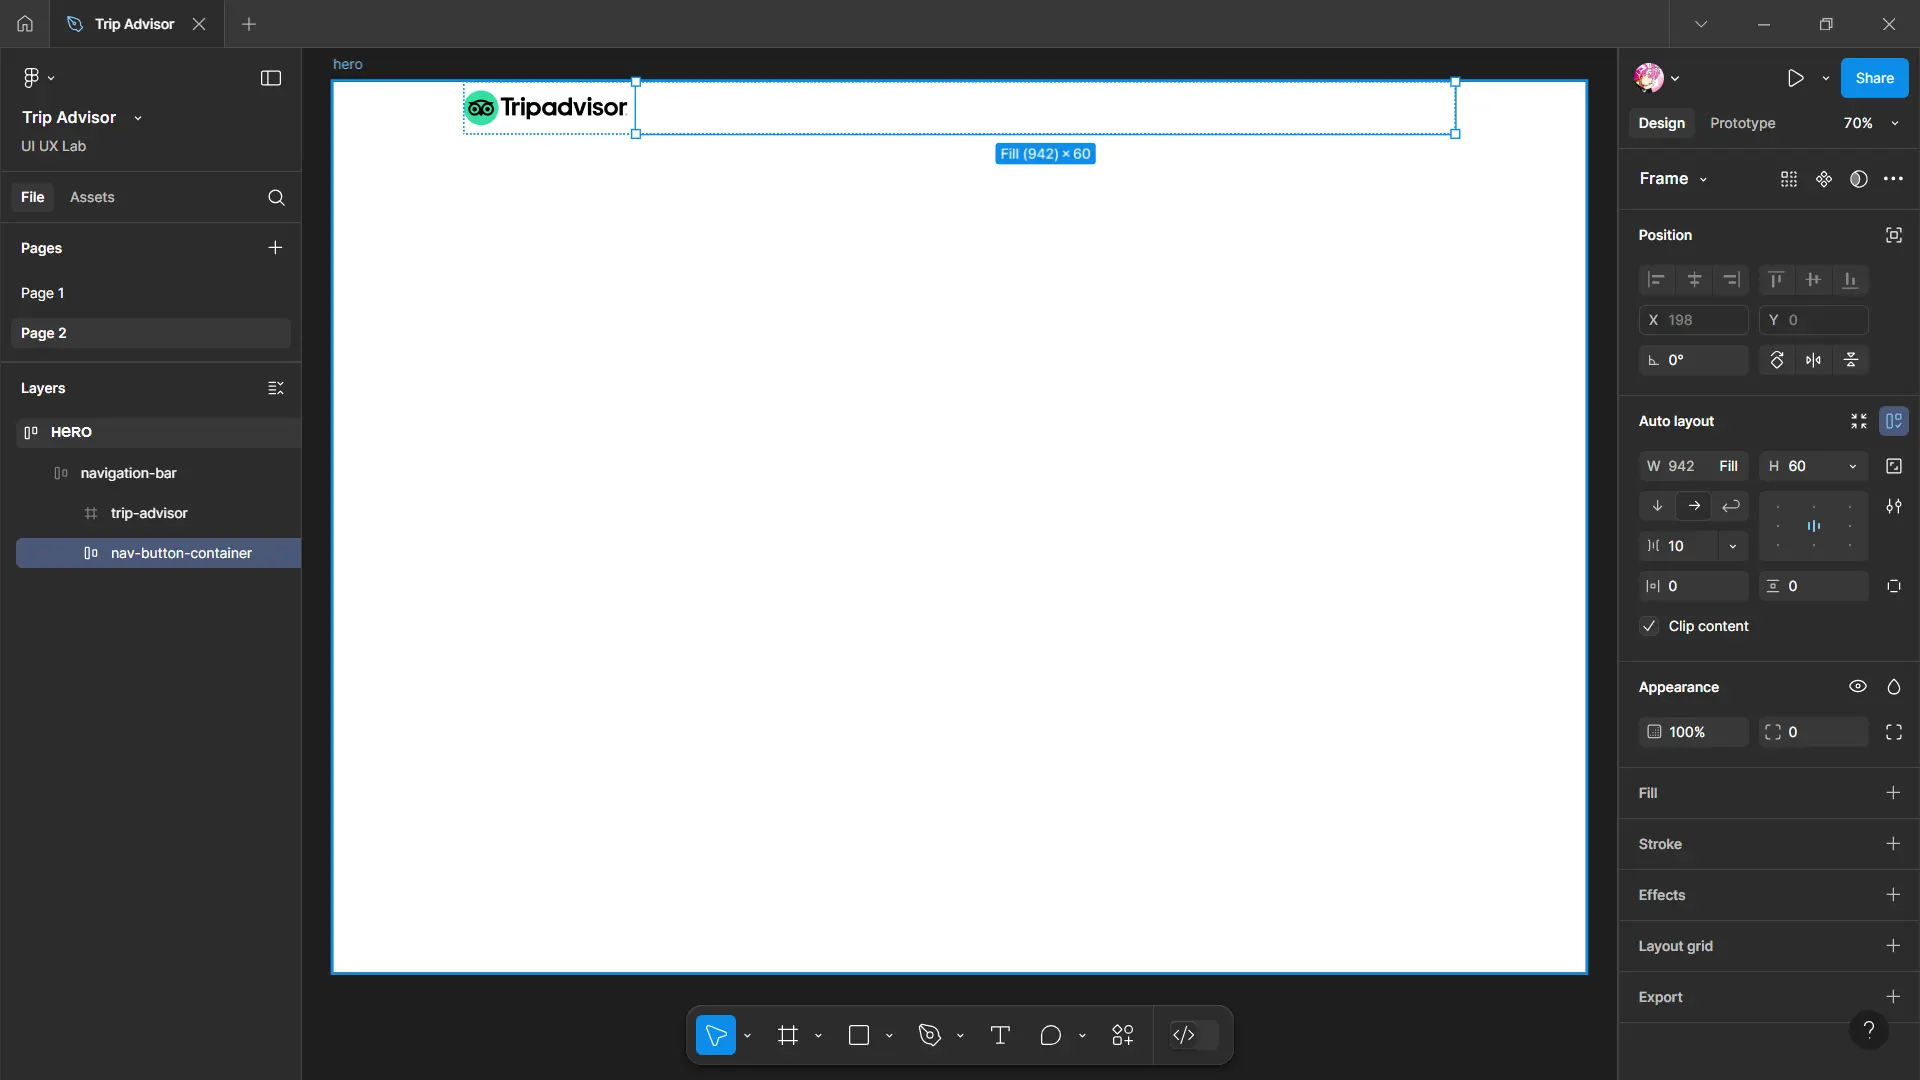 Trip Advisor
Trip Advisor
UI UX Lab
File
Assets
Pages
Page 1
Page 2
Layers
HERO
navigation-bar
trip-advisor
nav-button-container
hero
Tripadvisor
Fill (942) × 60
Share
Design
Prototype
70%
Frame
Position
X 198
Y 0
0°
Auto layout
W 942 Fill
H 60
10
0
0
Clip content
Appearance
100%
0
Fill
Stroke
Effects
Layout grid
Export
?